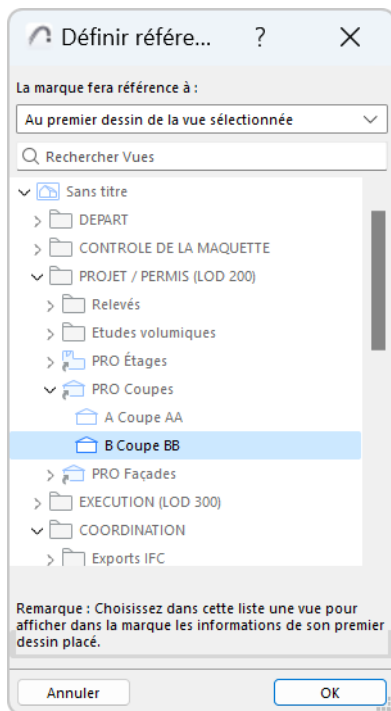 Définir référe...
?
La marque fera référence à :
Au premier dessin de la vue sélectionnée
Rechercher Vues
Sans titre
DEPART
CONTROLE DE LA MAQUETTE
PROJET / PERMIS (LOD 200)
Relevés
Etudes volumiques
PRO Étages
PRO Coupes
A Coupe AA
B Coupe BB
PRO Façades
EXECUTION (LOD 300)
COORDINATION
Exports IFC
Remarque : Choisissez dans cette liste une vue pour
afficher dans la marque les informations de son premier
dessin placé.
Annuler
OK